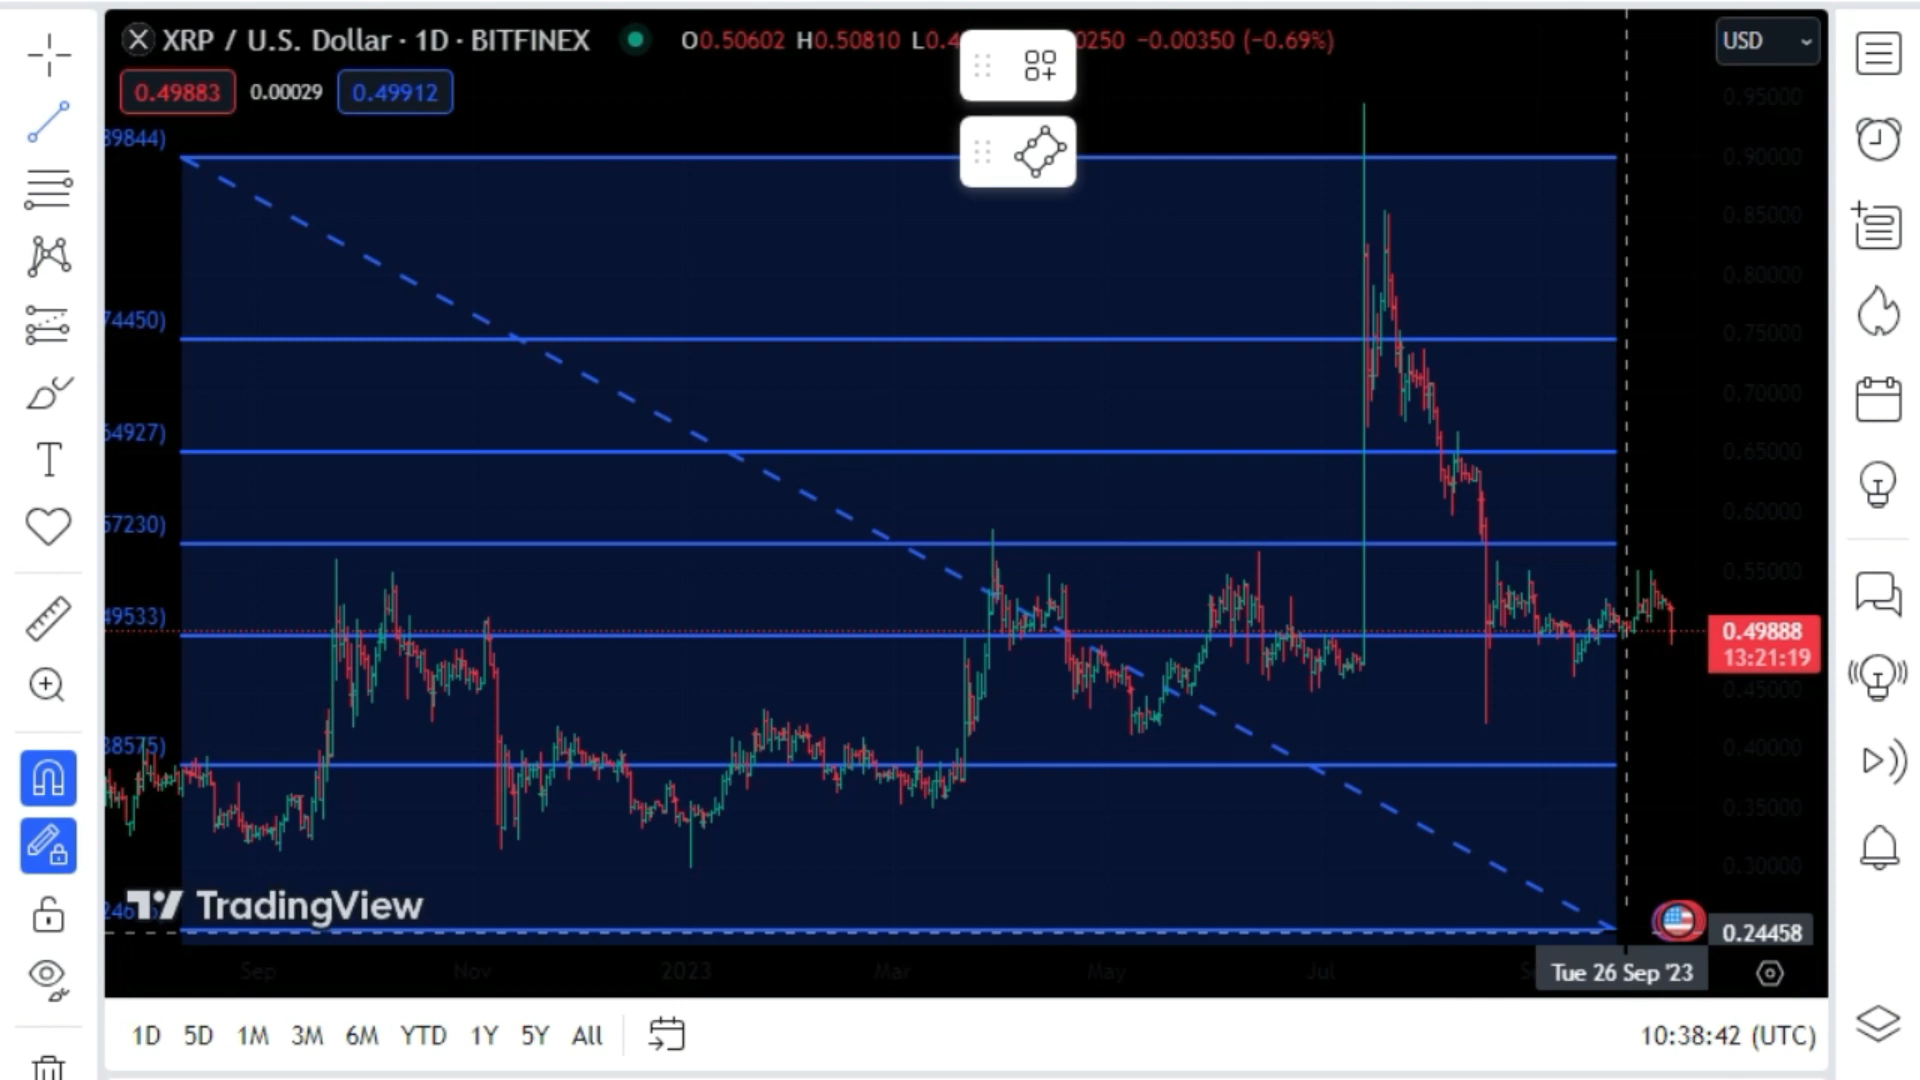 XRP / U.S. Dollar · 1D · BITFINEX O0.50602 H0.50810 L0.4 0250 −0.00350 (−0.69%)
USD
0.49883 0.00029 0.49912
0.95000
89844)
0.90000
0.85000
0.80000
74450)
0.75000
0.70000
64927)
0.65000
57230)
0.60000
0.55000
49533)
0.49888
13:21:19
0.45000
38575)
0.40000
0.35000
0.30000
TradingView
0.24458
Sep Nov 2023 Mar May Jul
Tue 26 Sep '23
1D 5D 1M 3M 6M YTD 1Y 5Y All
10:38:42 (UTC)